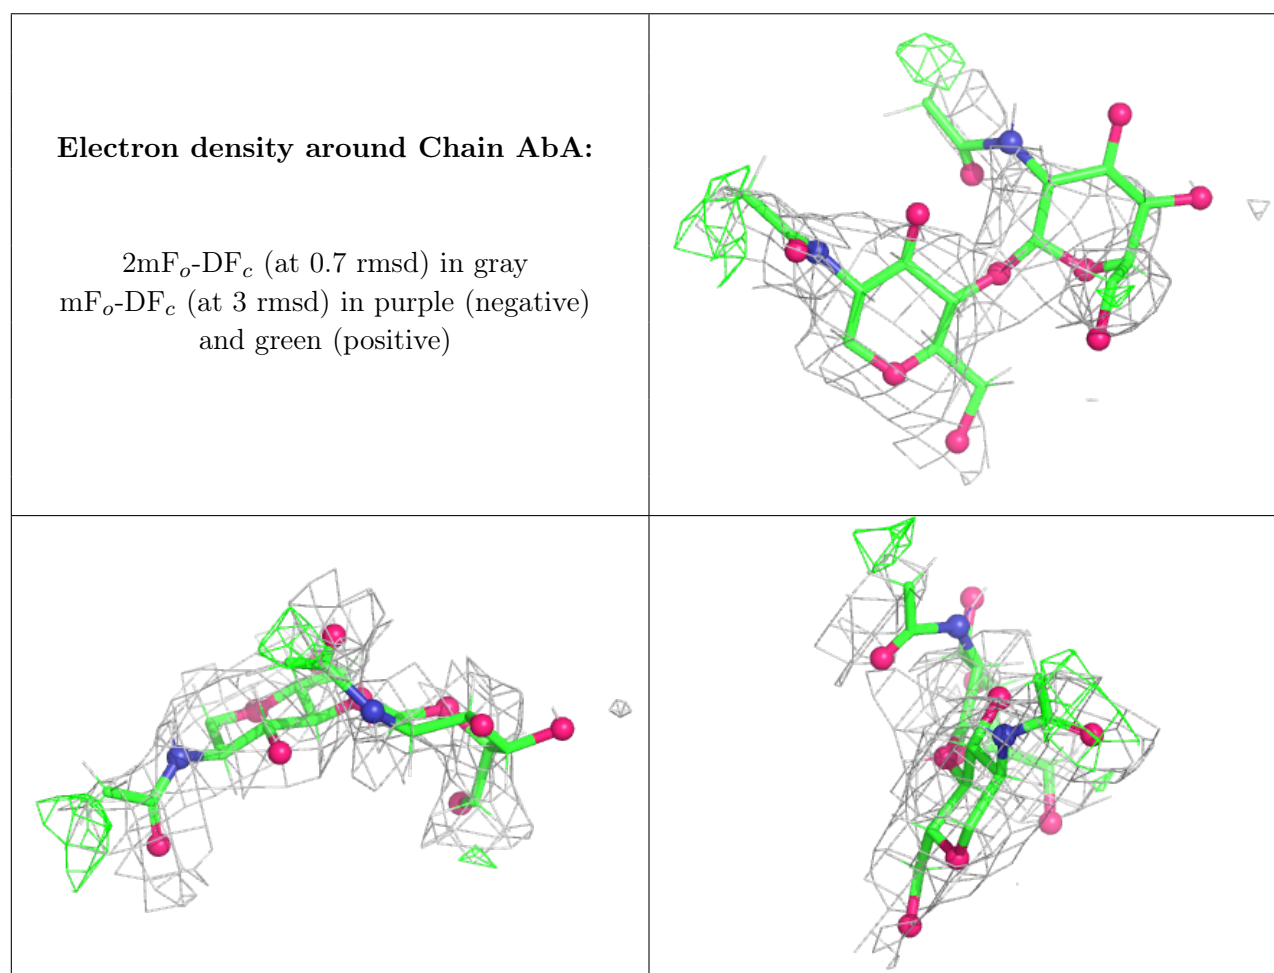 Electron density around Chain AbA:
2mFo-DFc (at 0.7 rmsd) in gray
mFo-DFc (at 3 rmsd) in purple (negative)
and green (positive)